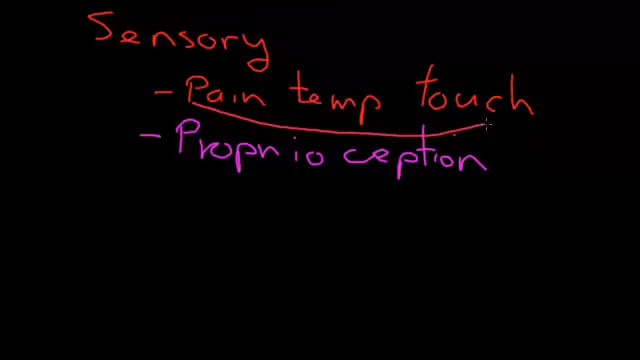 Sensory
- Pain temp touch
- Proprioception